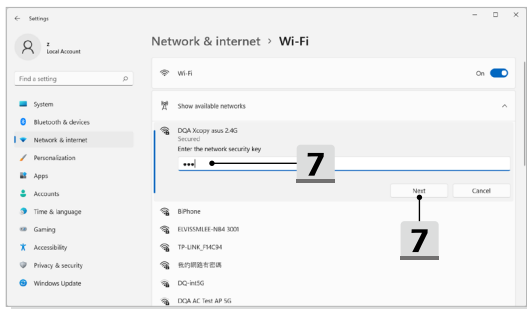 Settings
z
Local Account
Find a setting
System
Bluetooth & devices
Network & internet
Personalization
Apps
Accounts
Time & language
Gaming
Accessibility
Privacy & security
Windows Update
Network & internet > Wi-Fi
Wi-Fi
On
Show available networks
DQA Xcopy asus 2.4G
Secured
Enter the network security key
•••
7
Next Cancel
7
BiPhone
ELVISSMLEE-N84 3001
TP-LINK_F14C94
我的網路有密碼
DQ-int5G
DQA AC Test AP 5G